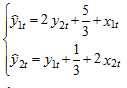 ŷ₁ₜ = 2 y₂ₜ + 5/3 + x₁ₜ
ŷ₂ₜ = y₁ₜ + 1/3 + 2 x₂ₜ